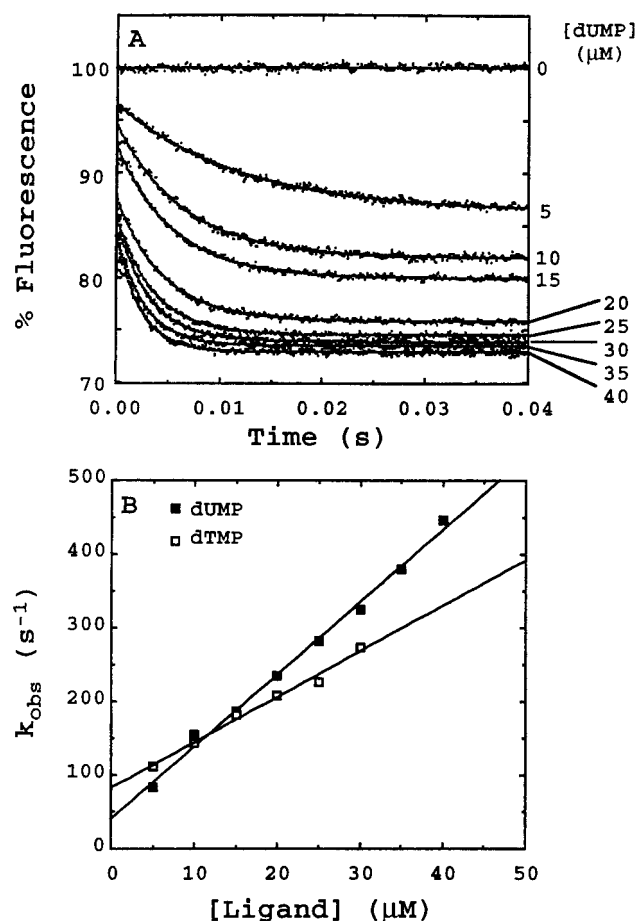 A
[dUMP]
(µM)
100
90
80
70
% Fluorescence
0
5
10
15
20
25
30
35
40
0.00 0.01 0.02 0.03 0.04
Time (s)
B
dUMP
dTMP
500
400
300
200
100
0
k_obs (s⁻¹)
0 10 20 30 40 50
[Ligand] (µM)